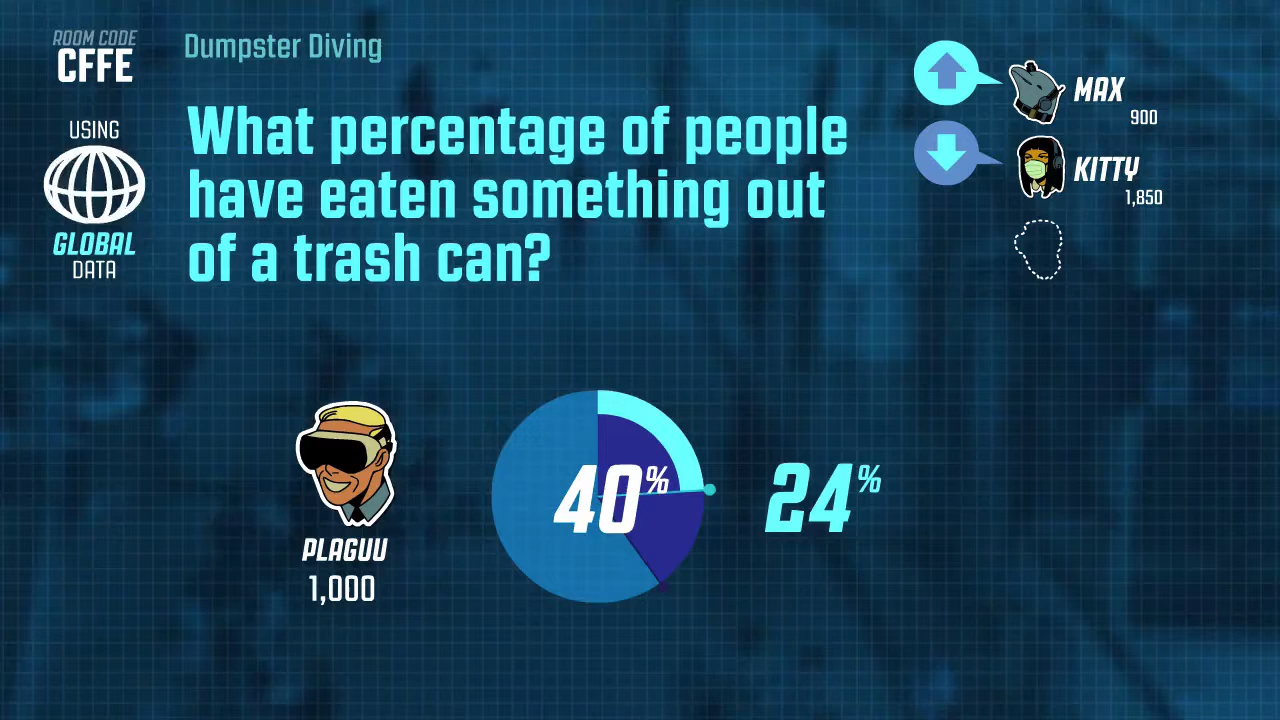 ROOM CODE
CFFE
USING
GLOBAL
DATA
Dumpster Diving
What percentage of people
have eaten something out
of a trash can?
MAX
900
KITTY
1,850
PLAGUU
1,000
40%
24%